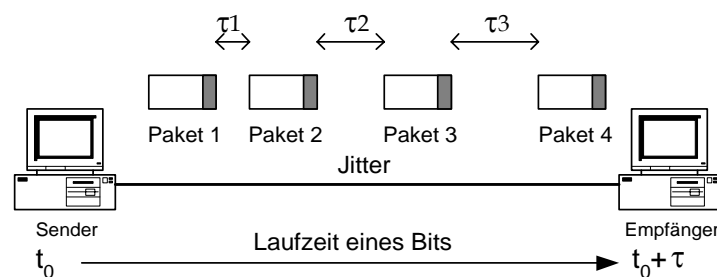 τ1 τ2 τ3
Paket 1 Paket 2 Paket 3 Paket 4
Jitter
Sender Empfänger
Laufzeit eines Bits
t0 t0+ τ